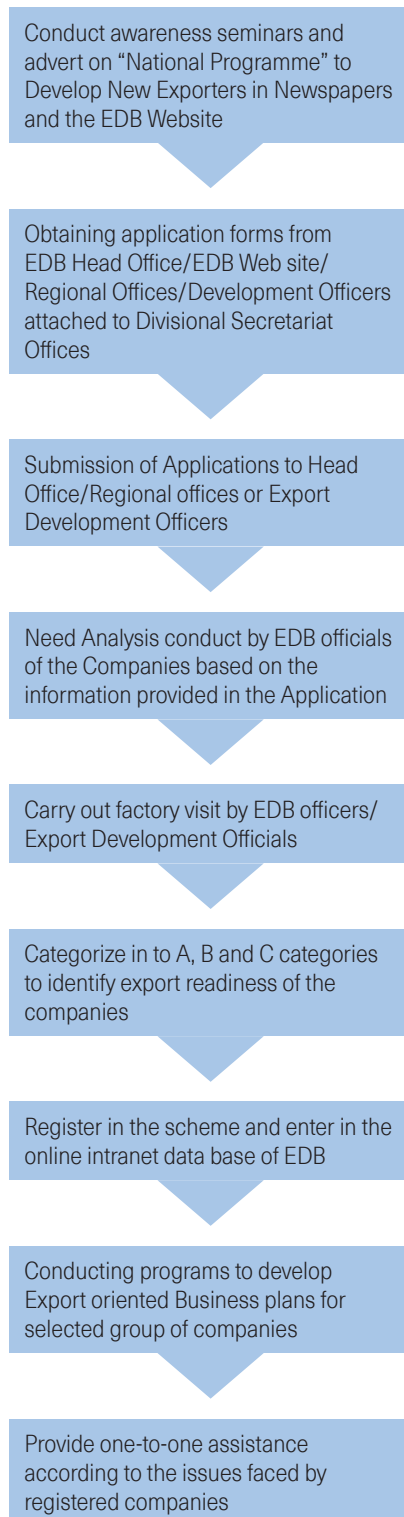 Conduct awareness seminars and
advert on “National Programme” to
Develop New Exporters in Newspapers
and the EDB Website
Obtaining application forms from
EDB Head Office/EDB Web site/
Regional Offices/Development Officers
attached to Divisional Secretariat
Offices
Submission of Applications to Head
Office/Regional offices or Export
Development Officers
Need Analysis conduct by EDB officials
of the Companies based on the
information provided in the Application
Carry out factory visit by EDB officers/
Export Development Officials
Categorize in to A, B and C categories
to identify export readiness of the
companies
Register in the scheme and enter in the
online intranet data base of EDB
Conducting programs to develop
Export oriented Business plans for
selected group of companies
Provide one-to-one assistance
according to the issues faced by
registered companies